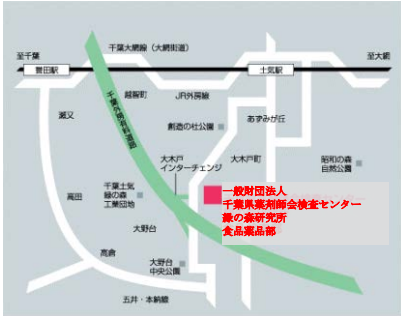 千葉大網線(大網街道)
至千葉
至大網
誉田駅
土気駅
千葉外房有料道路
越智町
JR外房線
瀬又
創造の杜公園
あすみが丘
大木戸
インターチェンジ
大木戸町
昭和の森
自然公園
高田
千葉土気
緑の森
工業団地
一般財団法人
千葉県薬剤師会検査センター
緑の森研究所
食品薬品部
大野台
高倉
大野台
中央公園
五井・本納線